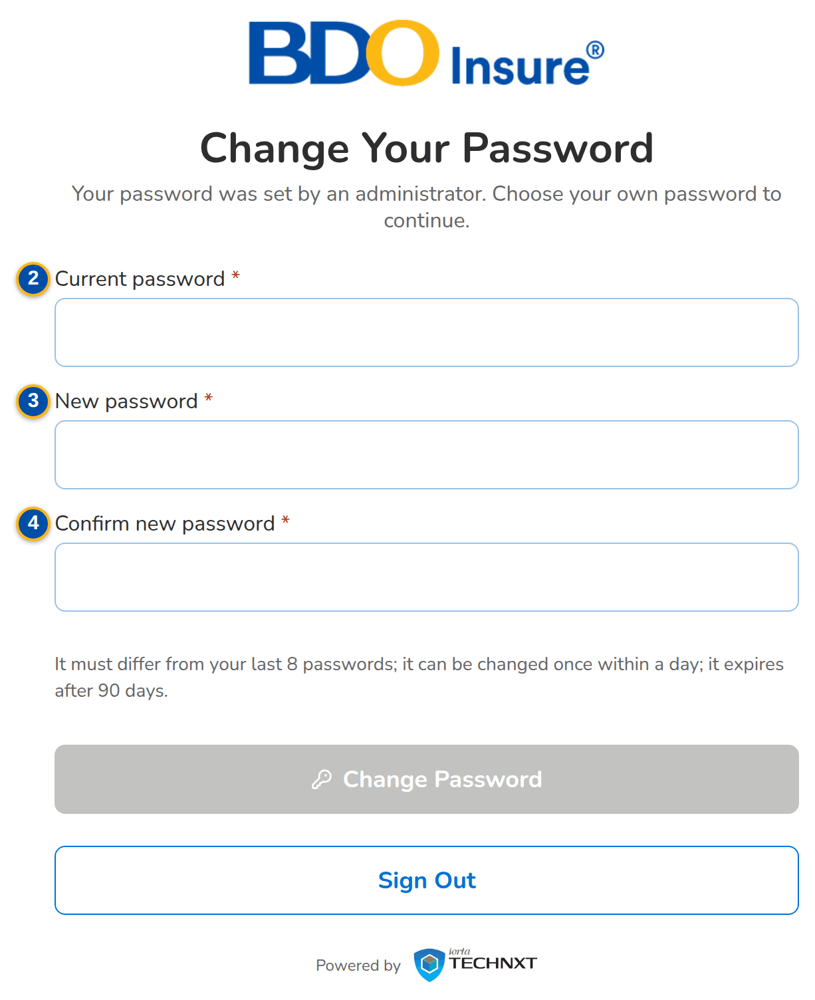 BDO Insure®
Change Your Password
Your password was set by an administrator. Choose your own password to
continue.
2 Current password *
3 New password *
4 Confirm new password *
It must differ from your last 8 passwords; it can be changed once within a day; it expires
after 90 days.
Change Password
Sign Out
Powered by iorta TECHNXT